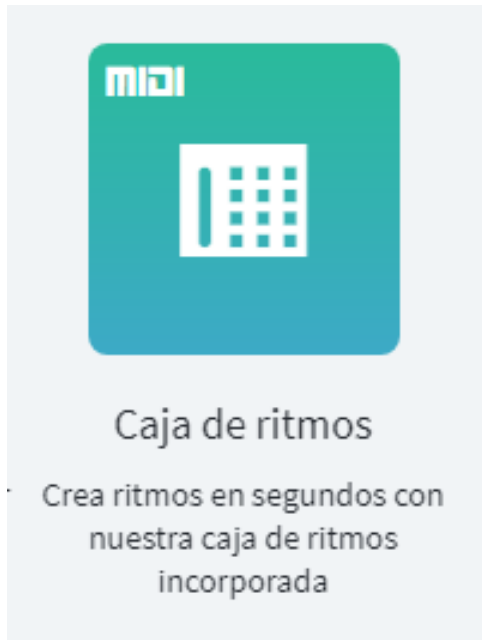 MIDI
Caja de ritmos
Crea ritmos en segundos con
nuestra caja de ritmos
incorporada